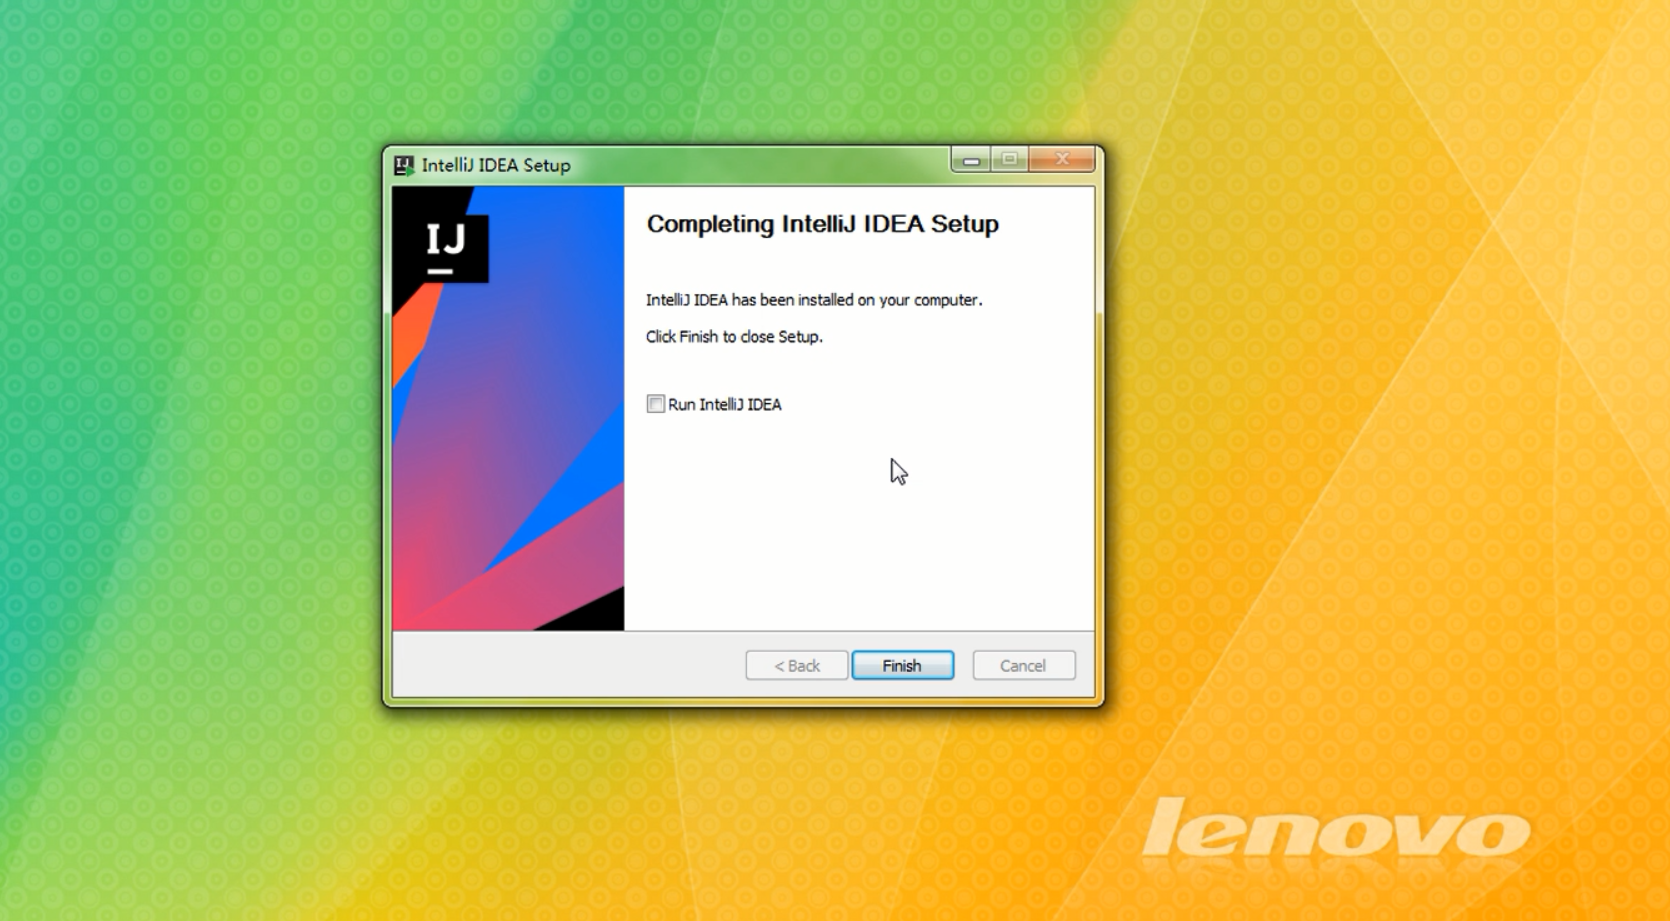 IntelliJ IDEA Setup
IJ
Completing IntelliJ IDEA Setup
IntelliJ IDEA has been installed on your computer.
Click Finish to close Setup.
Run IntelliJ IDEA
< Back
Finish
Cancel
lenovo